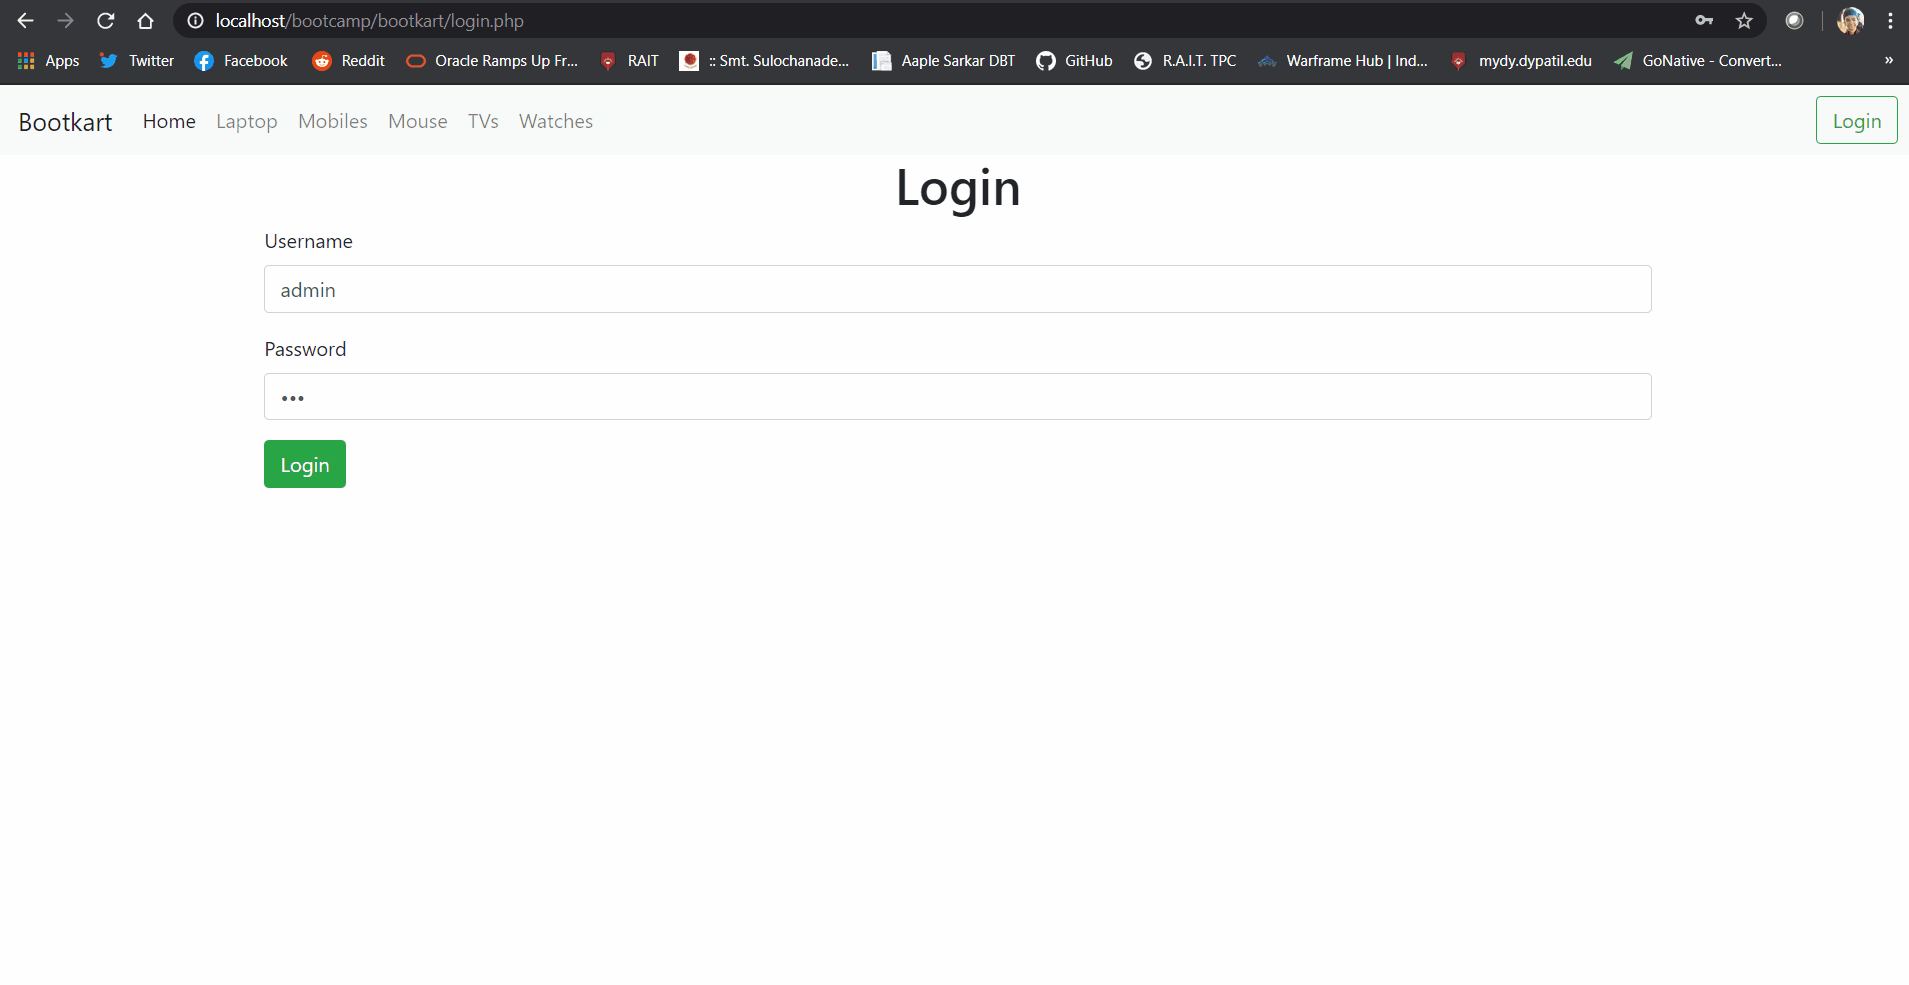 localhost/bootcamp/bootkart/login.php
Apps Twitter Facebook Reddit Oracle Ramps Up Fr... RAIT :: Smt. Sulochanade... Aaple Sarkar DBT GitHub R.A.I.T. TPC Warframe Hub | Ind... mydy.dypatil.edu GoNative - Convert... »
Bootkart Home Laptop Mobiles Mouse TVs Watches Login
Login
Username
admin
Password
•••
Login